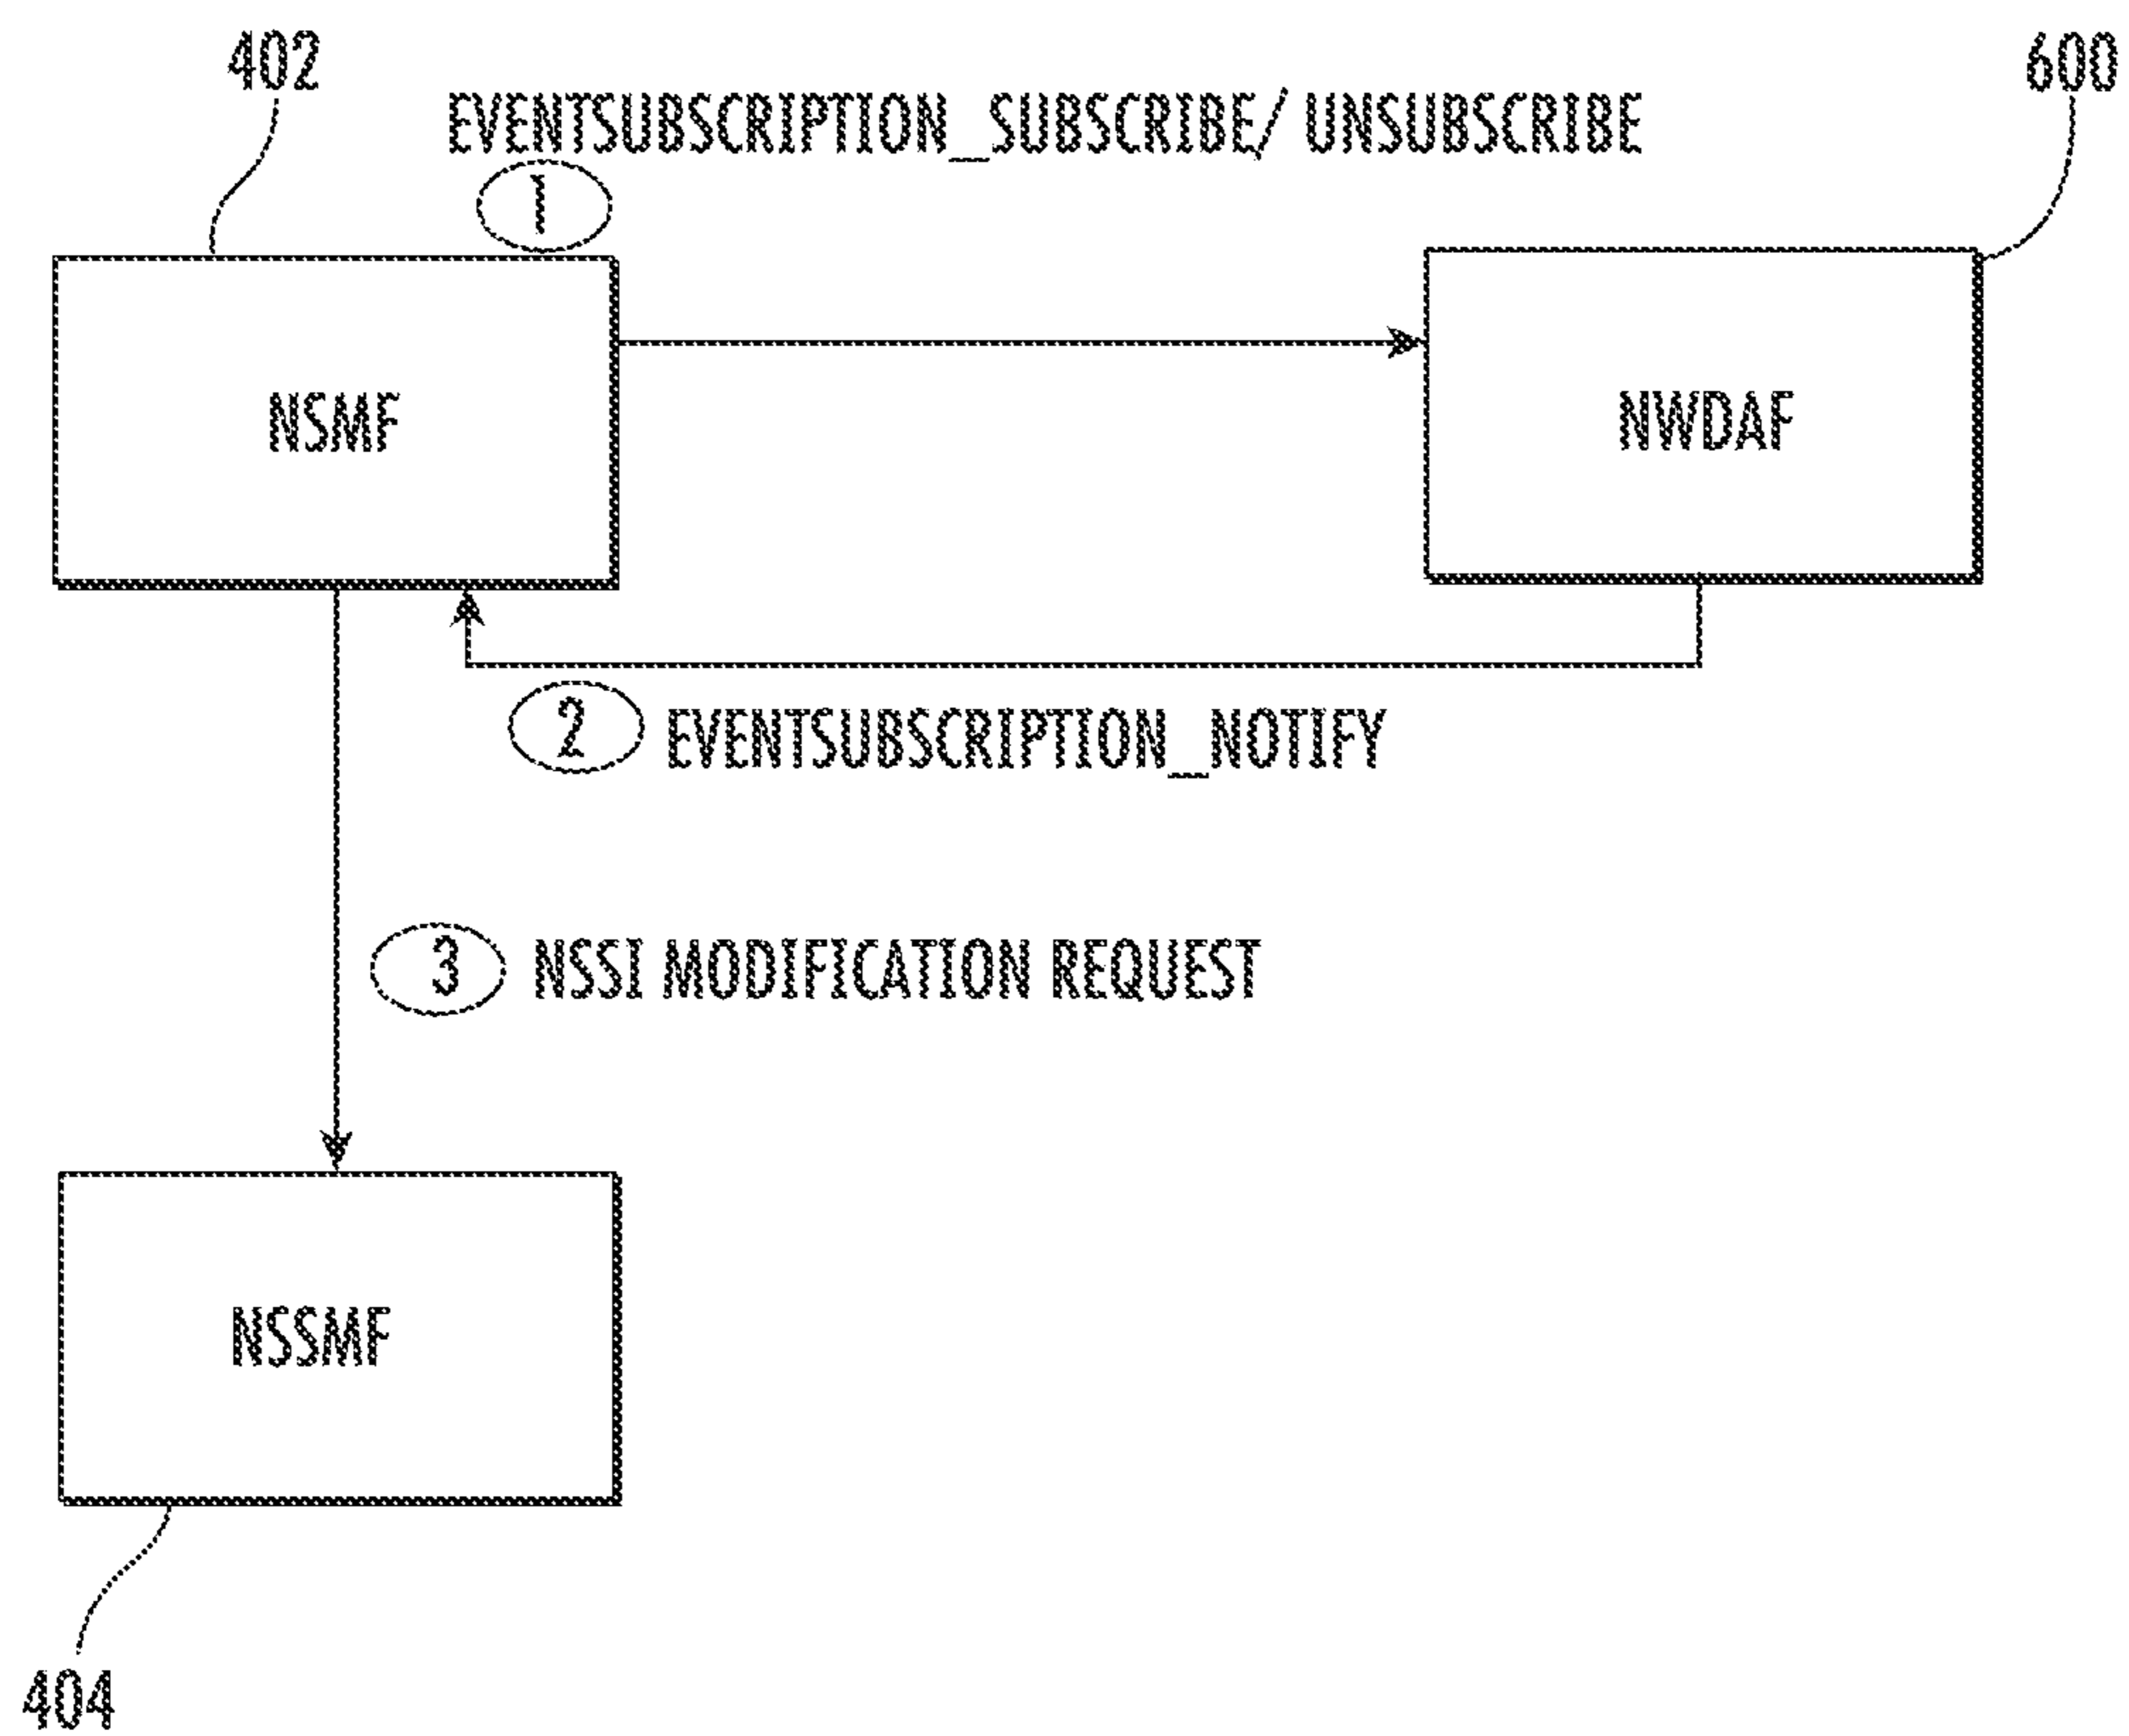 402
600
EVENTSUBSCRIPTION_SUBSCRIBE/ UNSUBSCRIBE
1
NSMF
NWDAF
2 EVENTSUBSCRIPTION_NOTIFY
3 NSSI MODIFICATION REQUEST
NSSMF
404